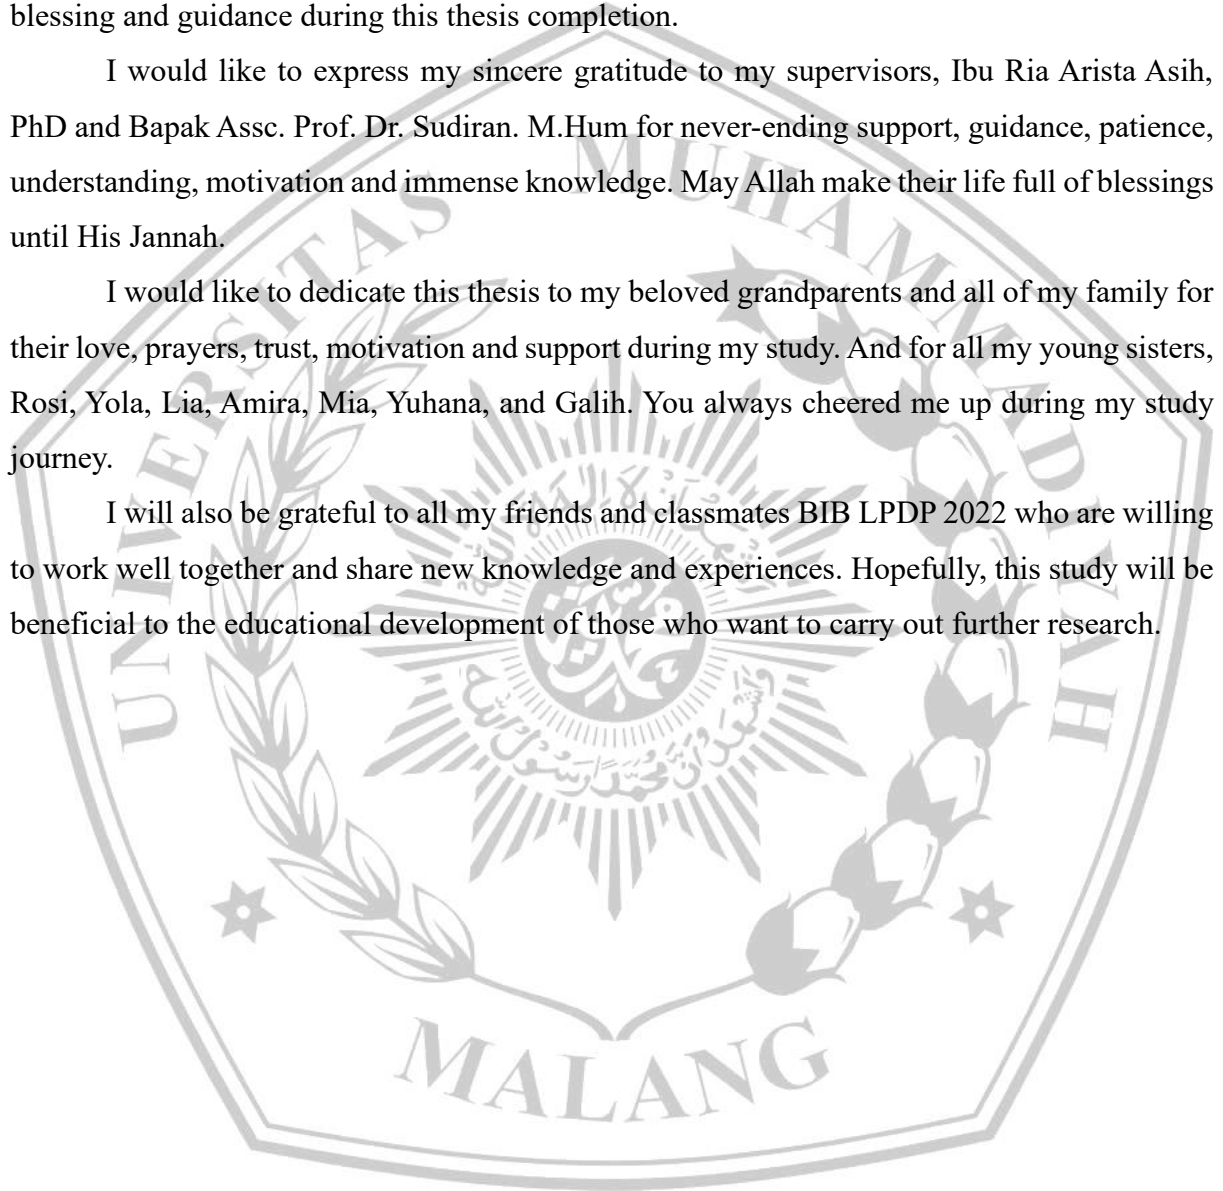 blessing and guidance during this thesis completion.
I would like to express my sincere gratitude to my supervisors, Ibu Ria Arista Asih,
PhD and Bapak Assc. Prof. Dr. Sudiran. M.Hum for never-ending support, guidance, patience,
understanding, motivation and immense knowledge. May Allah make their life full of blessings
until His Jannah.
I would like to dedicate this thesis to my beloved grandparents and all of my family for
their love, prayers, trust, motivation and support during my study. And for all my young sisters,
Rosi, Yola, Lia, Amira, Mia, Yuhana, and Galih. You always cheered me up during my study
journey.
I will also be grateful to all my friends and classmates BIB LPDP 2022 who are willing
to work well together and share new knowledge and experiences. Hopefully, this study will be
beneficial to the educational development of those who want to carry out further research.
UNIVERSITAS MUHAMMADIYAH
MALANG